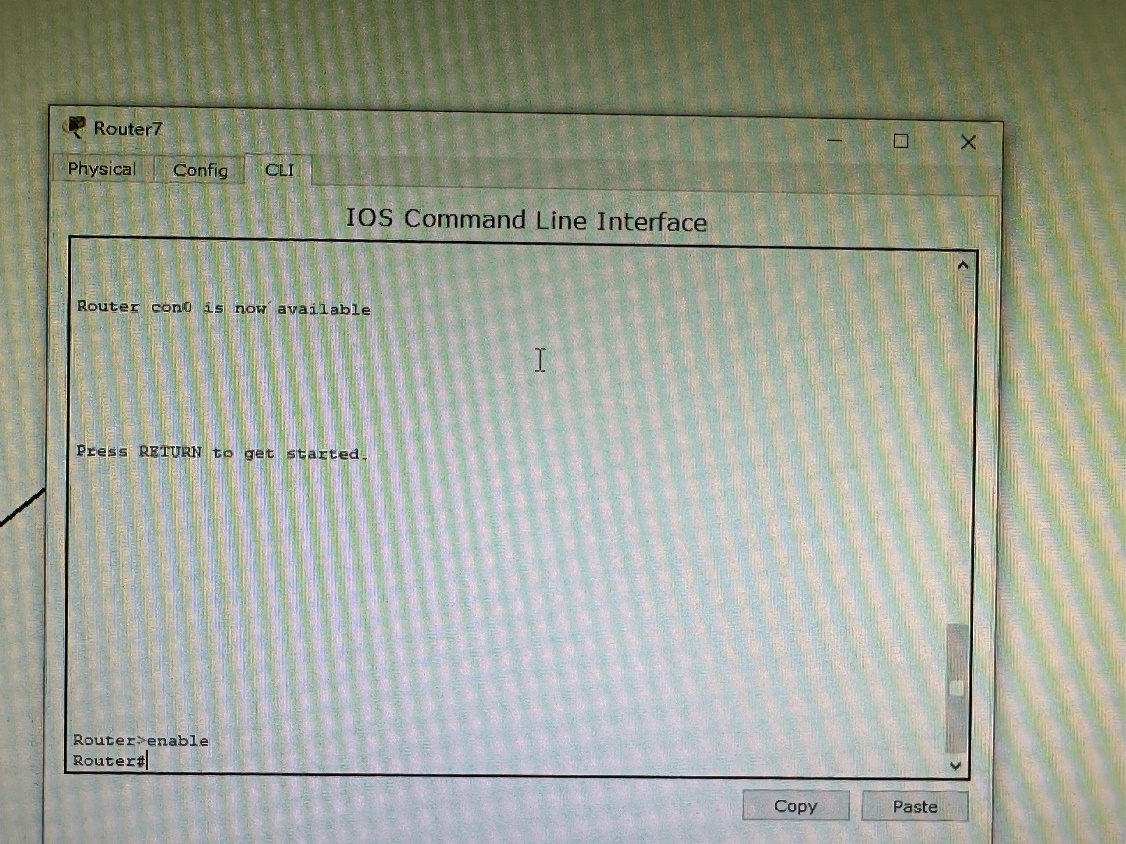 Router7
Physical Config CLI
IOS Command Line Interface
Router con0 is now available
Press RETURN to get started.
Router>enable
Router#
Copy Paste